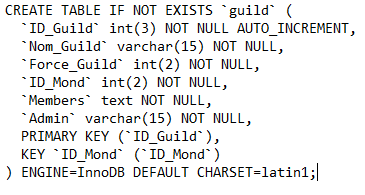 CREATE TABLE IF NOT EXISTS `guild` (
`ID_Guild` int(3) NOT NULL AUTO_INCREMENT,
`Nom_Guild` varchar(15) NOT NULL,
`Force_Guild` int(2) NOT NULL,
`ID_Mond` int(2) NOT NULL,
`Members` text NOT NULL,
`Admin` varchar(15) NOT NULL,
PRIMARY KEY (`ID_Guild`),
KEY `ID_Mond` (`ID_Mond`)
) ENGINE=InnoDB DEFAULT CHARSET=latin1;